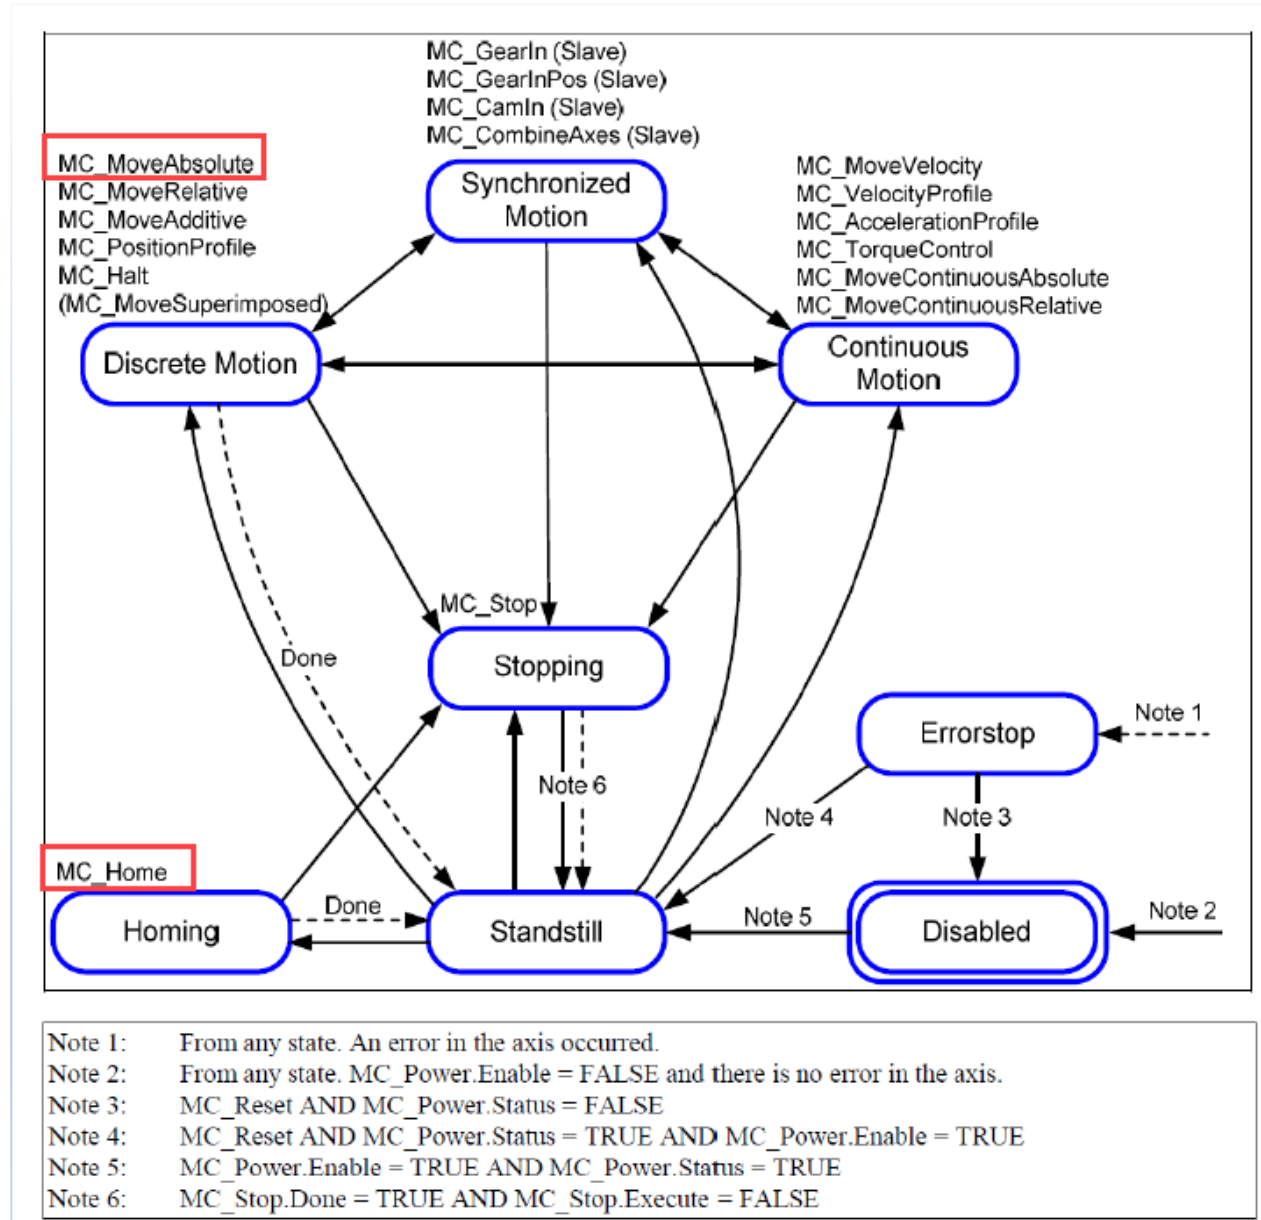 MC_GearIn (Slave)
MC_GearInPos (Slave)
MC_CamIn (Slave)
MC_CombineAxes (Slave)
MC_MoveAbsolute
MC_MoveRelative
MC_MoveAdditive
MC_PositionProfile
MC_Halt
(MC_MoveSuperimposed)
Synchronized
Motion
MC_MoveVelocity
MC_VelocityProfile
MC_AccelerationProfile
MC_TorqueControl
MC_MoveContinuousAbsolute
MC_MoveContinuousRelative
Discrete Motion
Continuous
Motion
MC_Stop
Done
Stopping
Errorstop
Note 1
Note 6
Note 4
Note 3
MC_Home
Homing
Done
Standstill
Note 5
Disabled
Note 2
Note 1: From any state. An error in the axis occurred.
Note 2: From any state. MC_Power.Enable = FALSE and there is no error in the axis.
Note 3: MC_Reset AND MC_Power.Status = FALSE
Note 4: MC_Reset AND MC_Power.Status = TRUE AND MC_Power.Enable = TRUE
Note 5: MC_Power.Enable = TRUE AND MC_Power.Status = TRUE
Note 6: MC_Stop.Done = TRUE AND MC_Stop.Execute = FALSE